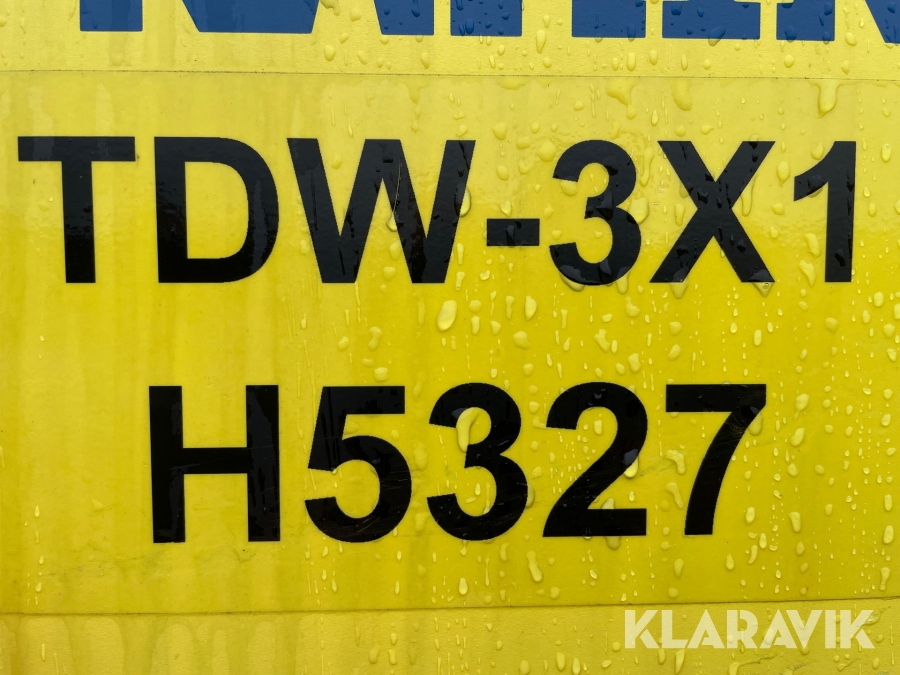 TDW-3X1
H5327
KLARAVIK